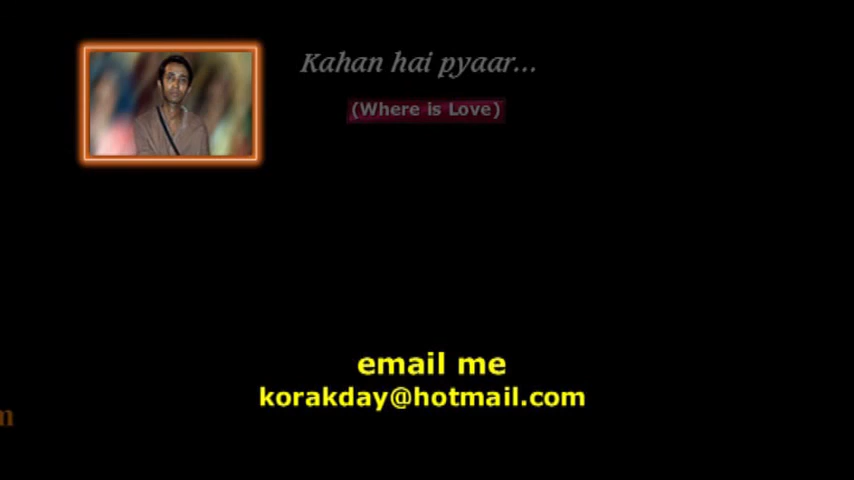 Kahan hai pyaar...
(Where is Love)
email me
korakday@hotmail.com
m